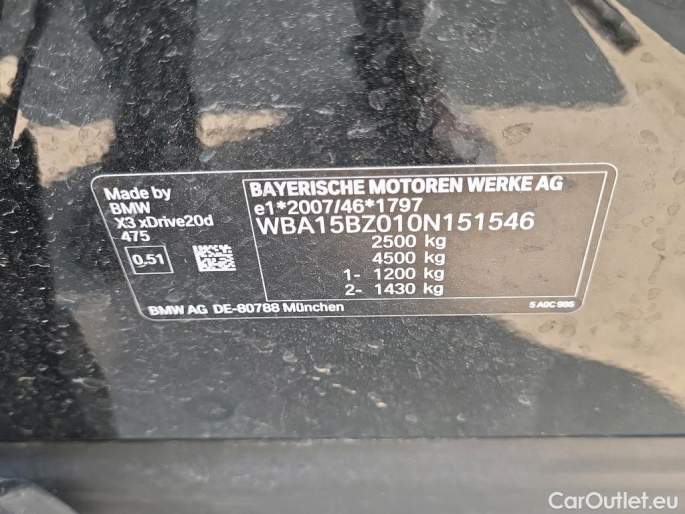 Made by
BMW
X3 xDrive20d
475
0.51
BAYERISCHE MOTOREN WERKE AG
e1*2007/46*1797
WBA15BZ010N151546
2500 kg
4500 kg
1- 1200 kg
2- 1430 kg
BMW AG DE-80788 München
5 A0C 986
CarOutlet.eu